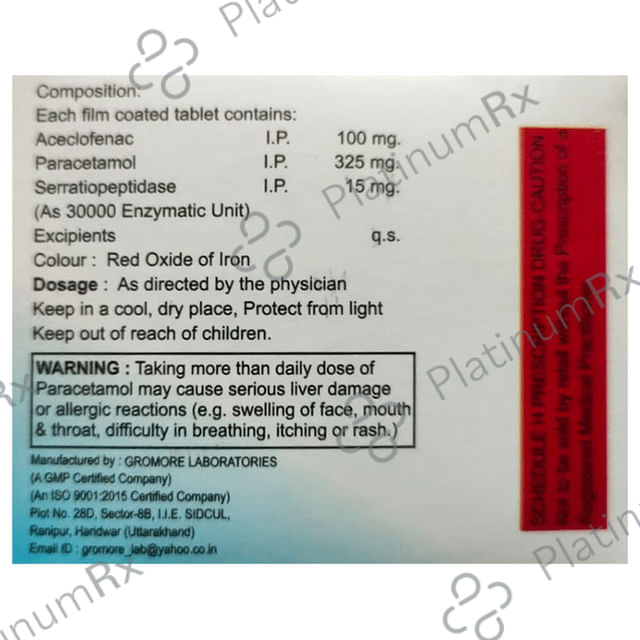 Composition:
Each film coated tablet contains:
Aceclofenac I.P. 100 mg.
Paracetamol I.P. 325 mg.
Serratiopeptidase I.P. 15 mg.
(As 30000 Enzymatic Unit)
Excipients q.s.
Colour : Red Oxide of Iron
Dosage : As directed by the physician
Keep in a cool, dry place, Protect from light
Keep out of reach of children.
WARNING : Taking more than daily dose of
Paracetamol may cause serious liver damage
or allergic reactions (e.g. swelling of face, mouth
& throat, difficulty in breathing, itching or rash.)
Manufactured by : GROMORE LABORATORIES
(A GMP Certified Company)
(An ISO 9001:2015 Certified Company)
Plot No. 28D, Sector-8B, I.I.E. SIDCUL,
Ranipur, Haridwar (Uttarakhand)
Email ID : gromore_lab@yahoo.co.in
SCHEDULE H PRESCRIPTION DRUG-CAUTION
Not to be sold by retail the Prescription of a
Registered Medical
PlatinumRx
PlatinumRx
PlatinumRx
PlatinumRx